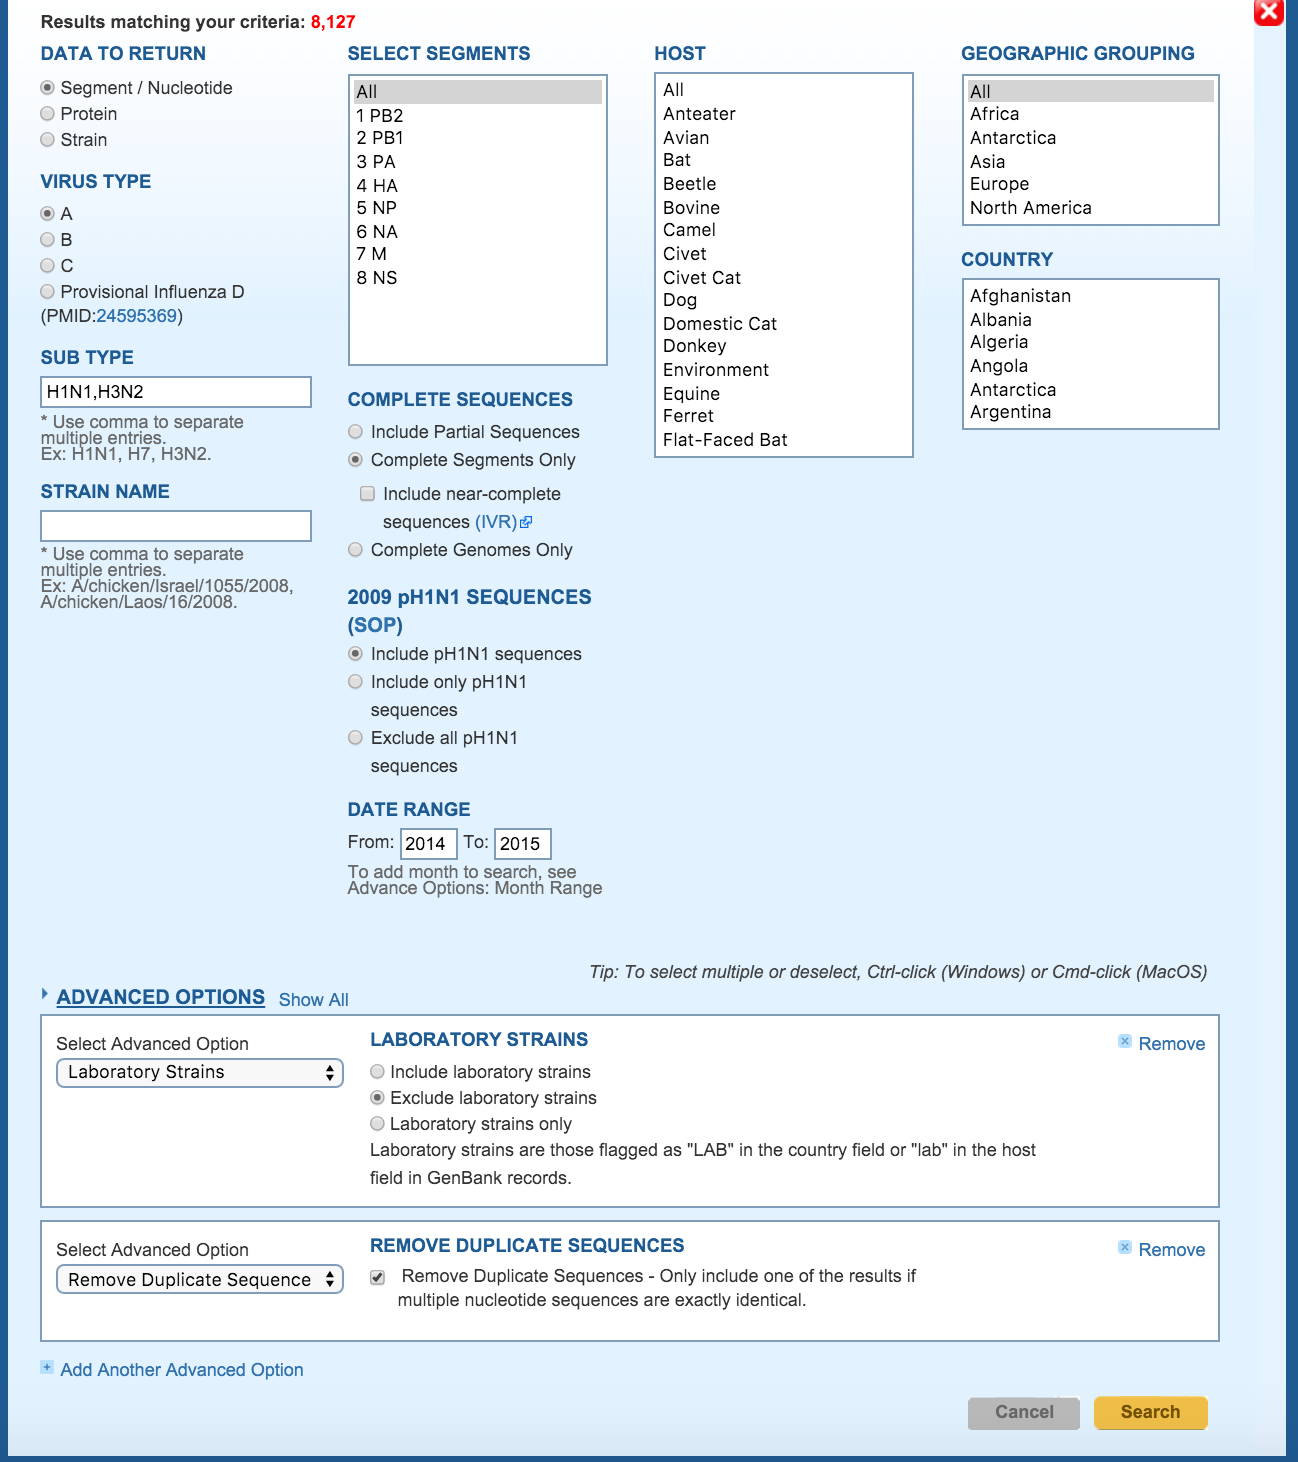 Results matching your criteria: 8,127
DATA TO RETURN
Segment / Nucleotide
Protein
Strain
VIRUS TYPE
A
B
C
Provisional Influenza D
(PMID:24595369)
SUB TYPE
H1N1,H3N2
* Use comma to separate
multiple entries.
Ex: H1N1, H7, H3N2.
STRAIN NAME
* Use comma to separate
multiple entries.
Ex: A/chicken/Israel/1055/2008,
A/chicken/Laos/16/2008.
SELECT SEGMENTS
All
1 PB2
2 PB1
3 PA
4 HA
5 NP
6 NA
7 M
8 NS
COMPLETE SEQUENCES
Include Partial Sequences
Complete Segments Only
Include near-complete
sequences (IVR)
Complete Genomes Only
2009 pH1N1 SEQUENCES
(SOP)
Include pH1N1 sequences
Include only pH1N1
sequences
Exclude all pH1N1
sequences
DATE RANGE
From: 2014 To: 2015
To add month to search, see
Advance Options: Month Range
HOST
All
Anteater
Avian
Bat
Beetle
Bovine
Camel
Civet
Civet Cat
Dog
Domestic Cat
Donkey
Environment
Equine
Ferret
Flat-Faced Bat
GEOGRAPHIC GROUPING
All
Africa
Antarctica
Asia
Europe
North America
COUNTRY
Afghanistan
Albania
Algeria
Angola
Antarctica
Argentina
Tip: To select multiple or deselect, Ctrl-click (Windows) or Cmd-click (MacOS)
ADVANCED OPTIONS Show All
Select Advanced Option
Laboratory Strains
LABORATORY STRAINS
Include laboratory strains
Exclude laboratory strains
Laboratory strains only
Laboratory strains are those flagged as "LAB" in the country field or "lab" in the host
field in GenBank records.
Remove
Select Advanced Option
Remove Duplicate Sequence
REMOVE DUPLICATE SEQUENCES
Remove Duplicate Sequences - Only include one of the results if
multiple nucleotide sequences are exactly identical.
Remove
Add Another Advanced Option
Cancel
Search